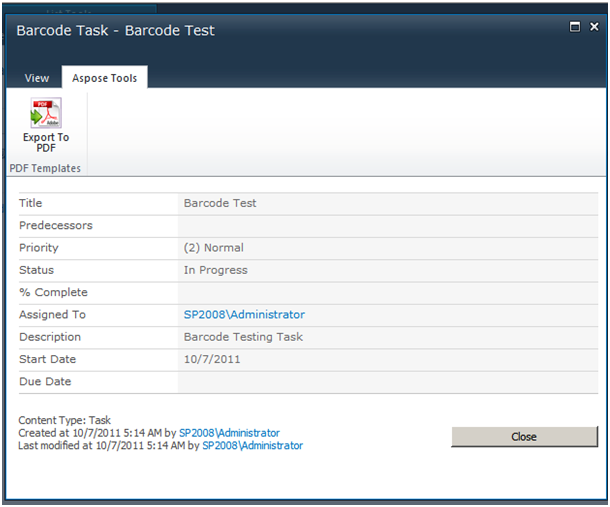 Barcode Task - Barcode Test
View
Aspose Tools
PDF
Adobe
Export To
PDF
PDF Templates
Title Barcode Test
Predecessors
Priority (2) Normal
Status In Progress
% Complete
Assigned To SP2008\Administrator
Description Barcode Testing Task
Start Date 10/7/2011
Due Date
Content Type: Task
Created at 10/7/2011 5:14 AM by SP2008\Administrator
Last modified at 10/7/2011 5:14 AM by SP2008\Administrator
Close